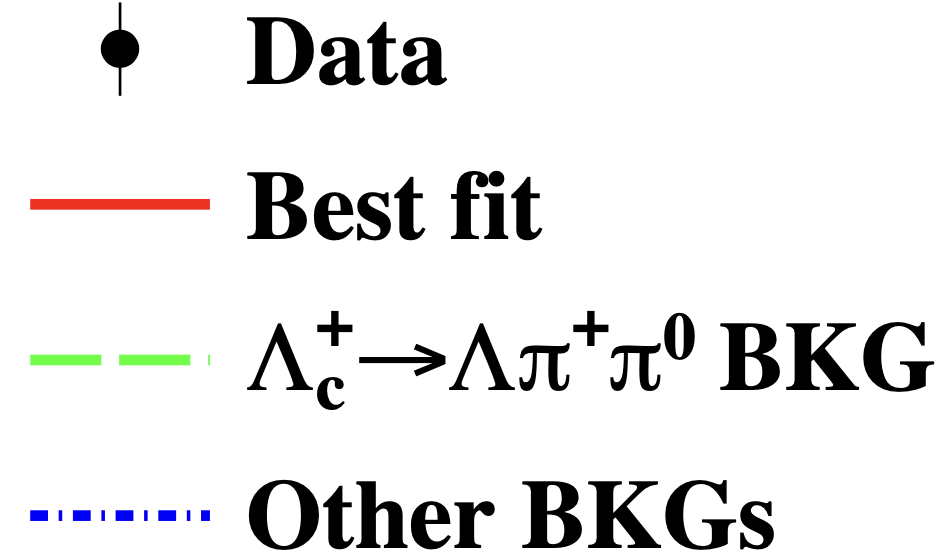 Data
Best fit
Λc+→Λπ+π0 BKG
Other BKGs